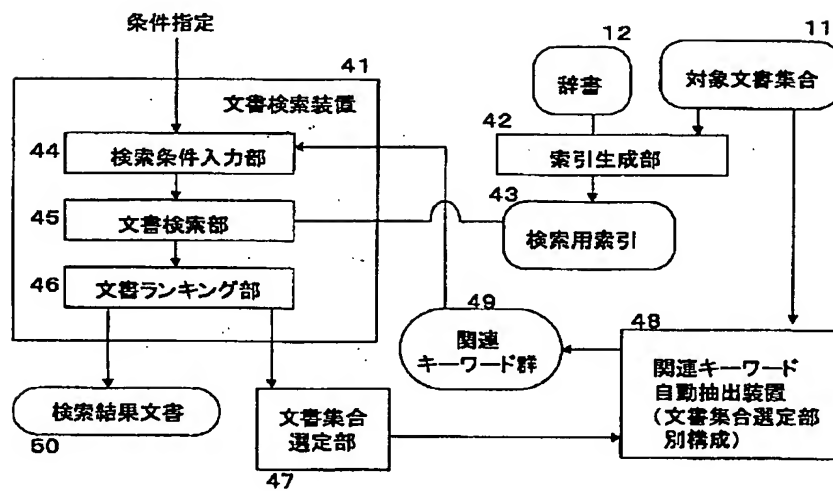 条件指定
41
文書検索装置
44
検索条件入力部
45
文書検索部
46
文書ランキング部
検索結果文書
50
文書集合
選定部
47
12
辞書
11
対象文書集合
42
索引生成部
43
検索用索引
49
関連
キーワード群
48
関連キーワード
自動抽出装置
(文書集合選定部
別構成)